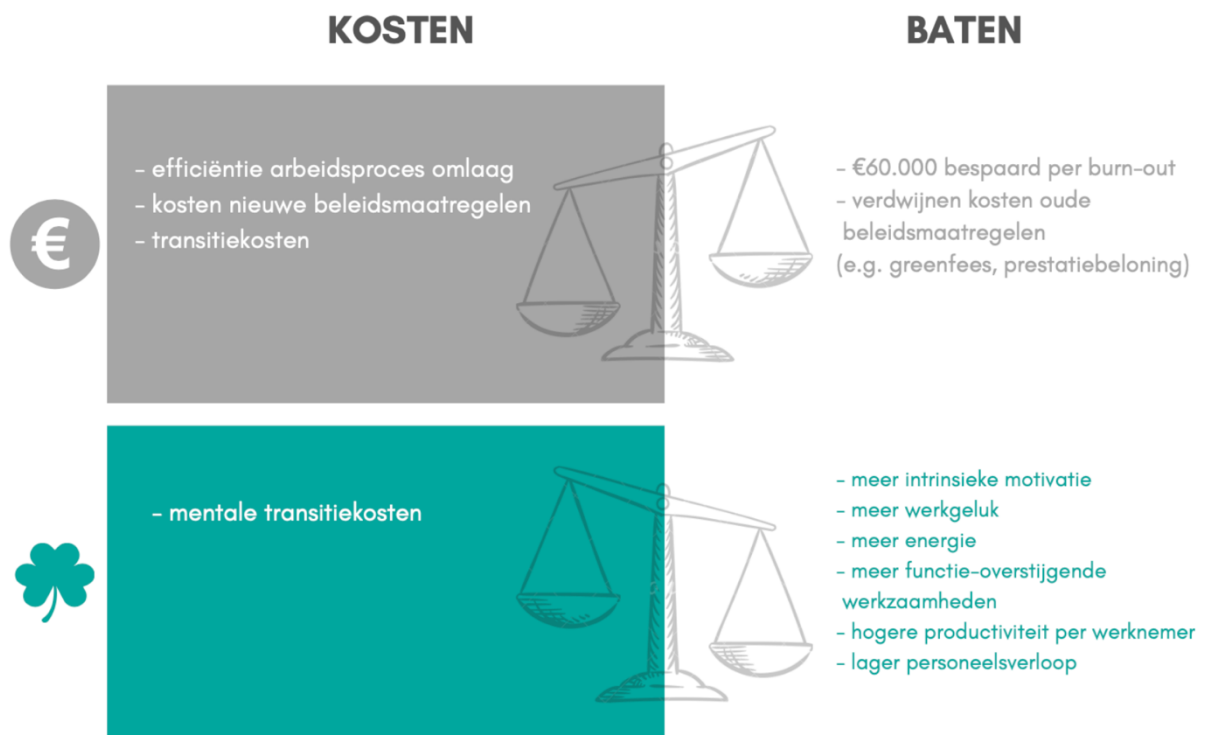 KOSTEN
BATEN
€
- efficiëntie arbeidsproces omlaag
- kosten nieuwe beleidsmaatregelen
- transitiekosten
- €60.000 bespaard per burn-out
- verdwijnen kosten oude
beleidsmaatregelen
(e.g. greenfees, prestatiebeloning)
- mentale transitiekosten
- meer intrinsieke motivatie
- meer werkgeluk
- meer energie
- meer functie-overstijgende
werkzaamheden
- hogere productiviteit per werknemer
- lager personeelsverloop